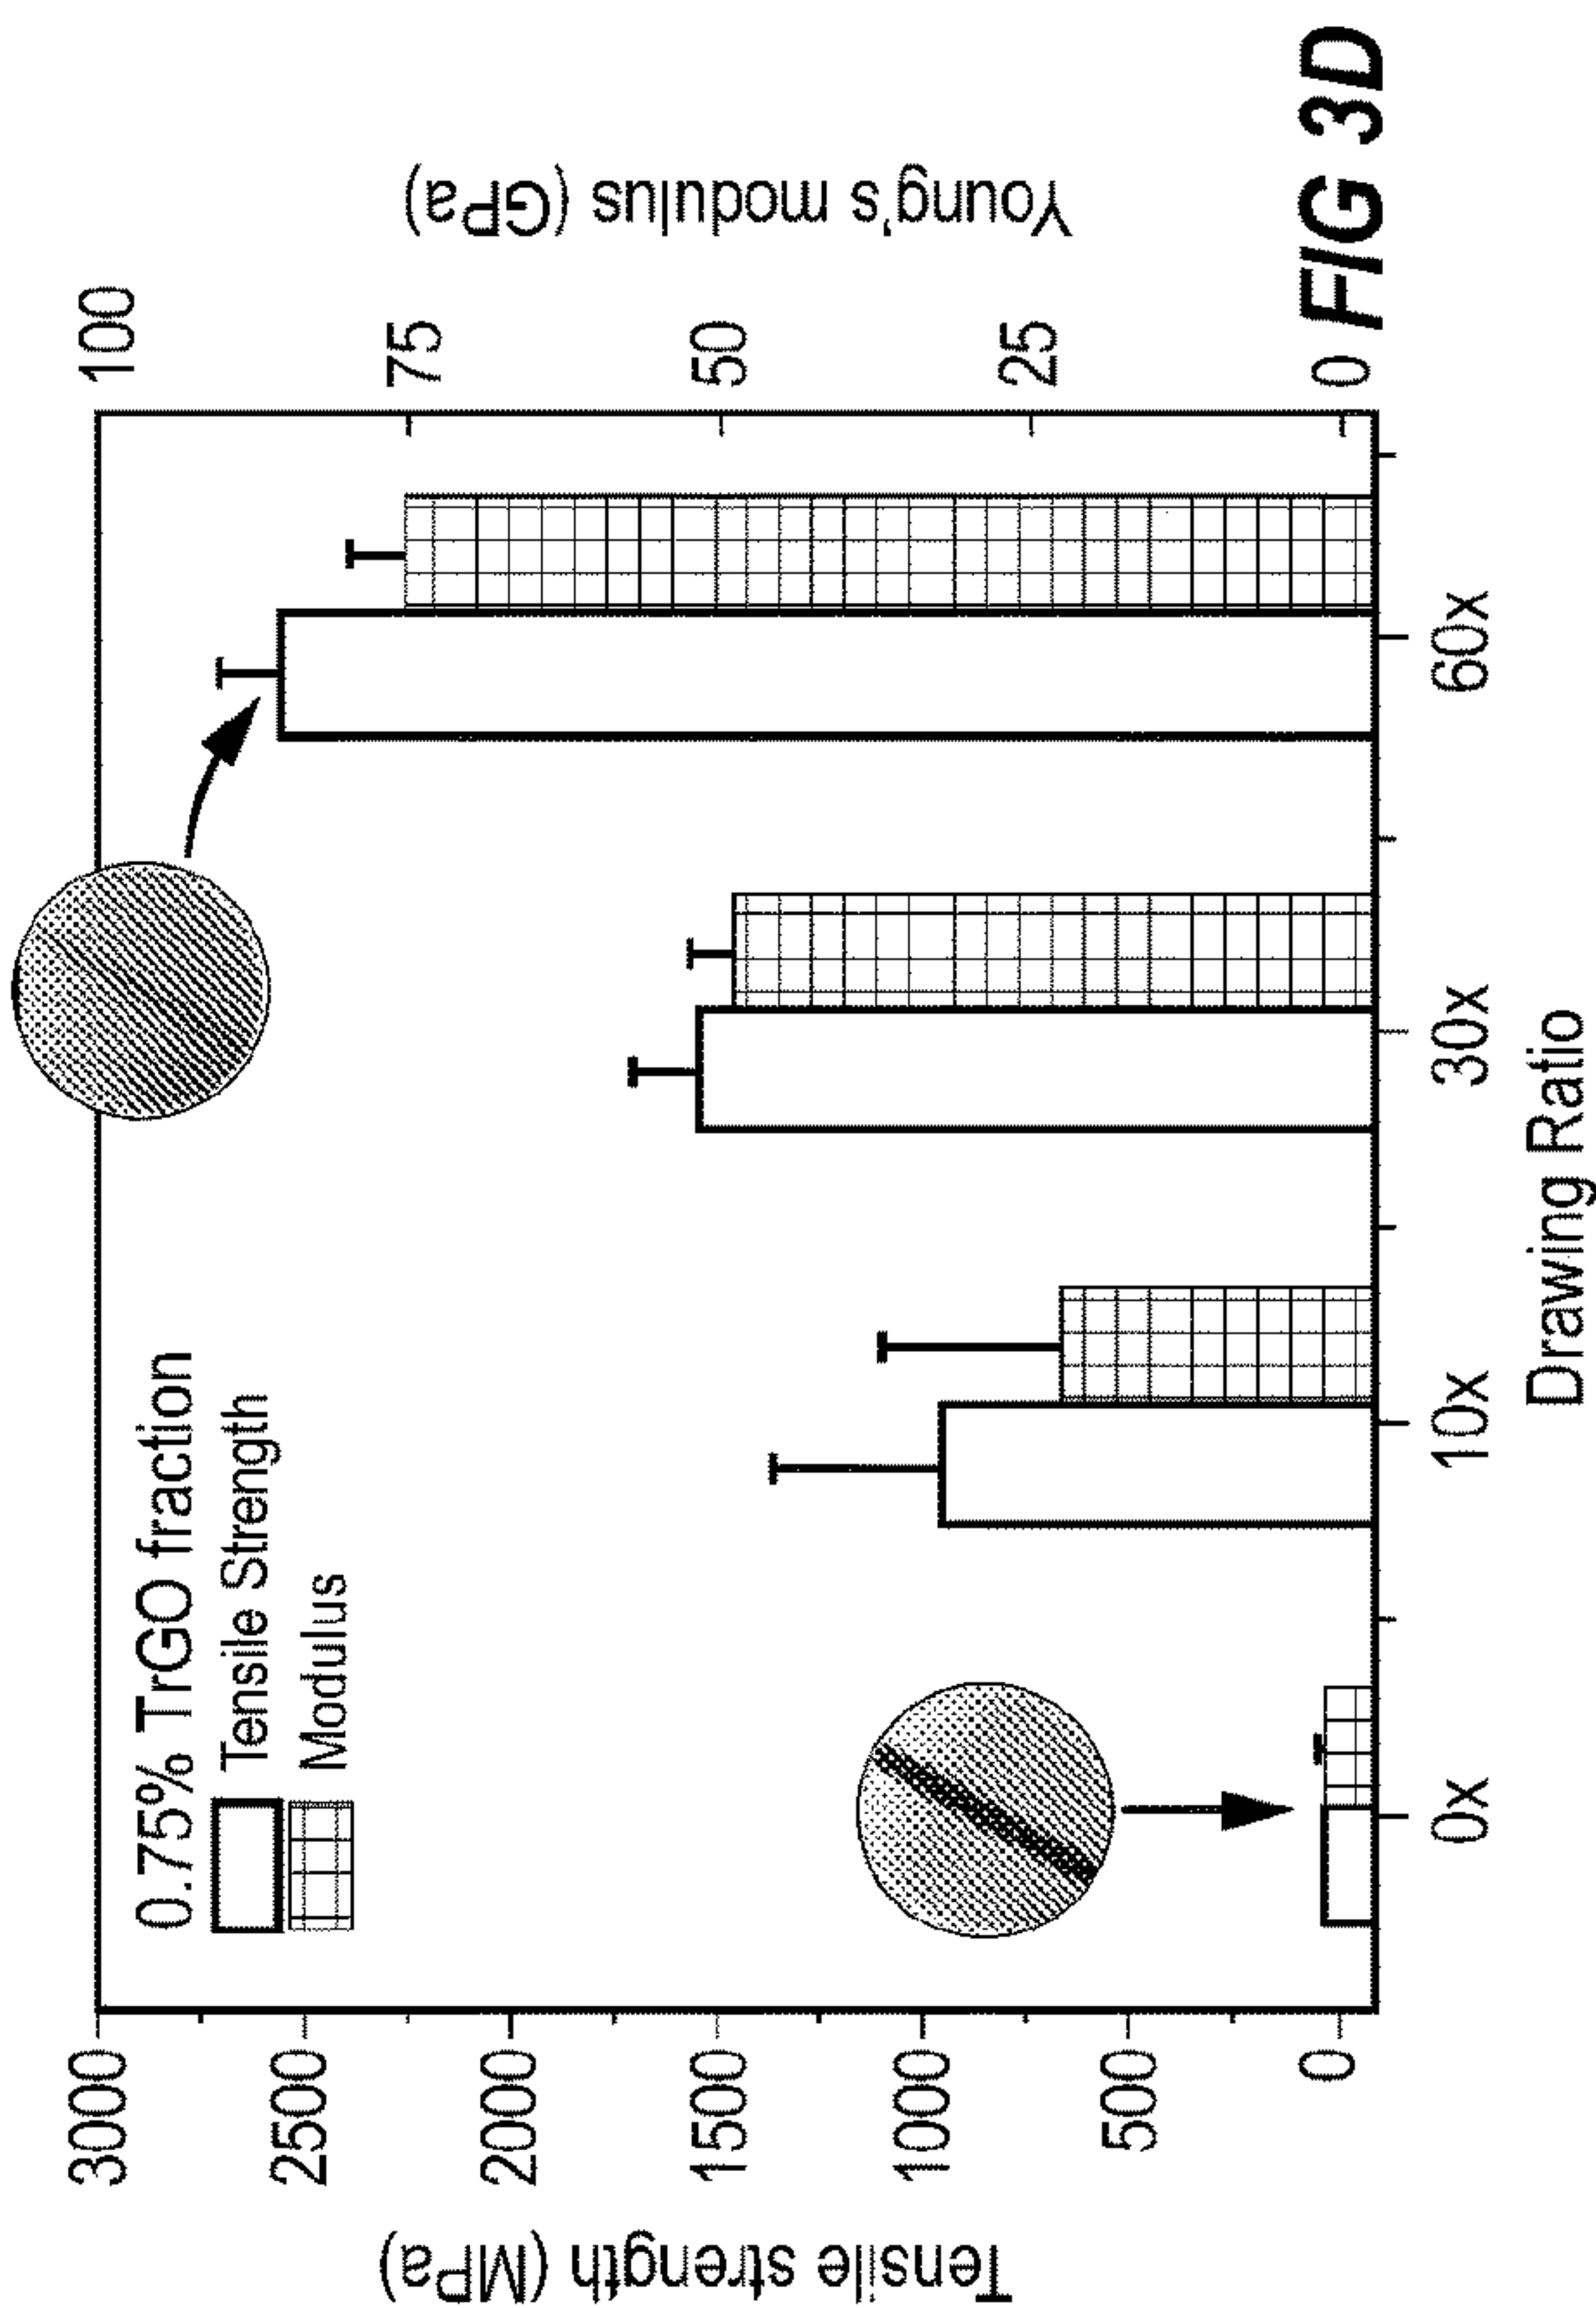 0.75% TrGO fraction
Tensile Strength
Modulus
Tensile strength (MPa)
3000
2500
2000
1500
1000
500
0
Young's modulus (GPa)
100
75
50
25
0
0x
10x
30x
60x
Drawing Ratio
FIG 3D